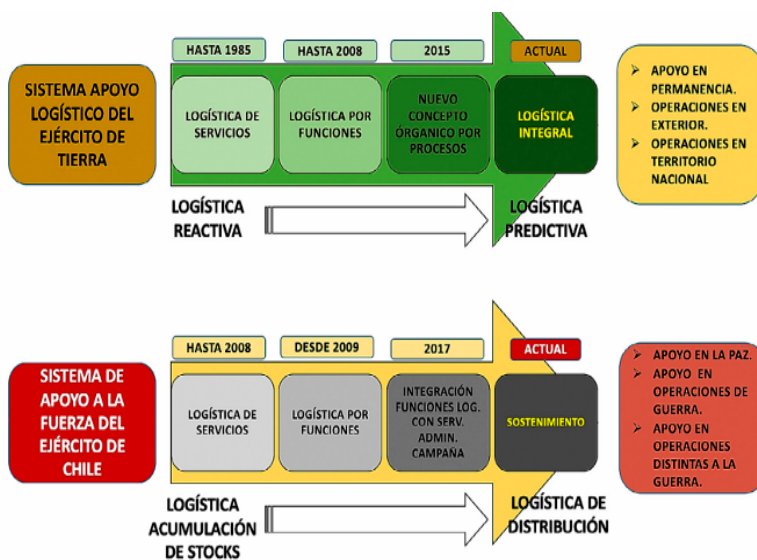 HASTA 1985
HASTA 2008
2015
ACTUAL
SISTEMA APOYO
LOGÍSTICO DEL
EJÉRCITO DE
TIERRA
LOGÍSTICA DE
SERVICIOS
LOGÍSTICA POR
FUNCIONES
NUEVO
CONCEPTO
ÓRGANICO POR
PROCESOS
LOGÍSTICA
INTEGRAL
➢ APOYO EN
PERMANENCIA.
➢ OPERACIONES EN
EXTERIOR.
➢ OPERACIONES EN
TERRITORIO
NACIONAL
LOGÍSTICA
REACTIVA
LOGÍSTICA
PREDICTIVA
HASTA 2008
DESDE 2009
2017
ACTUAL
SISTEMA DE
APOYO A LA
FUERZA DEL
EJÉRCITO DE
CHILE
LOGÍSTICA DE
SERVICIOS
LOGÍSTICA POR
FUNCIONES
INTEGRACIÓN
FUNCIONES LOG.
CON SERV.
ADMIN.
CAMPAÑA
SOSTENIMIENTO
➢ APOYO EN LA PAZ.
➢ APOYO EN
OPERACIONES DE
GUERRA.
➢ APOYO EN
OPERACIONES
DISTINTAS A LA
GUERRA.
LOGÍSTICA
ACUMULACIÓN
DE STOCKS
LOGÍSTICA DE
DISTRIBUCIÓN